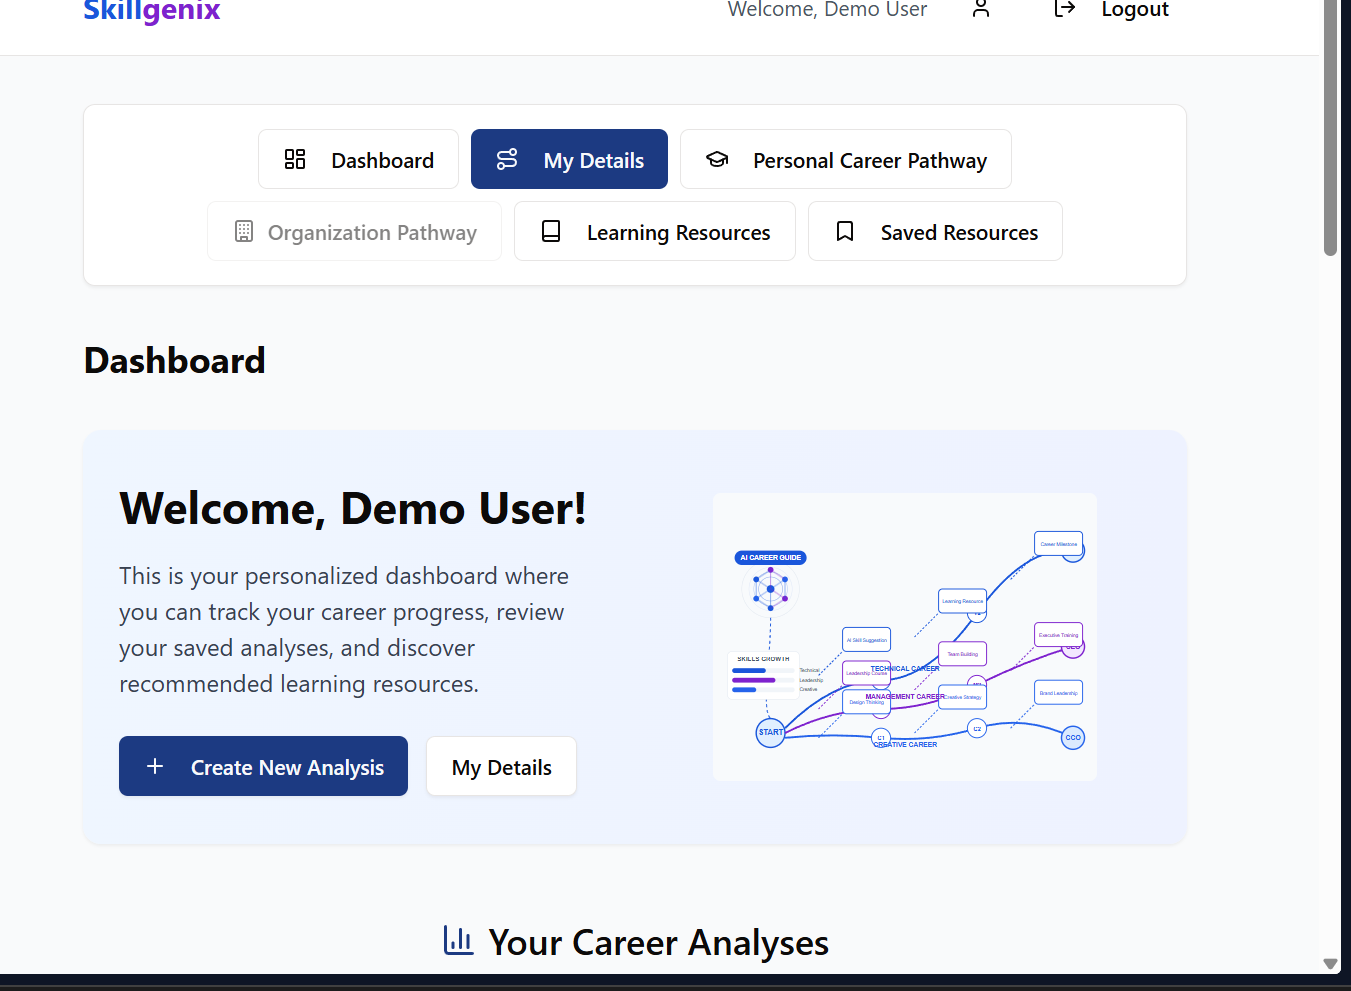 Skillgenix
Welcome, Demo User
Logout
Dashboard
My Details
Personal Career Pathway
Organization Pathway
Learning Resources
Saved Resources
Dashboard
Welcome, Demo User!
This is your personalized dashboard where
you can track your career progress, review
your saved analyses, and discover
recommended learning resources.
Create New Analysis
My Details
AI CAREER GUIDE
SKILLS GROWTH
Technical
Leadership
Creative
START
Career Milestone
Learning Resource
AI Skill Suggestion
TECHNICAL CAREER
Executive Training
Team Building
Leadership Course
MANAGEMENT CAREER
Brand Leadership
Creative Strategy
Design Thinking
C1
C2
CCO
CREATIVE CAREER
Your Career Analyses